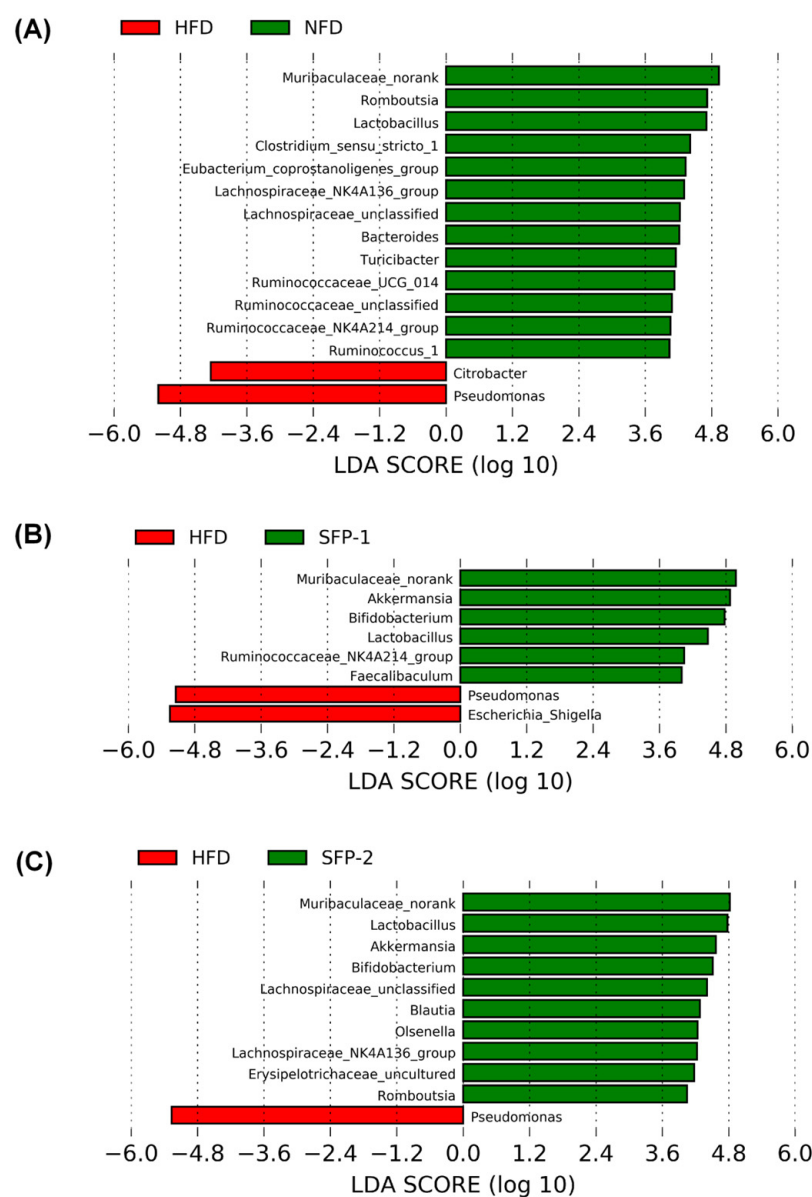 (A)
HFD NFD
Muribaculaceae_norank
Romboutsia
Lactobacillus
Clostridium_sensu_stricto_1
Eubacterium_coprostanoligenes_group
Lachnospiraceae_NK4A136_group
Lachnospiraceae_unclassified
Bacteroides
Turicibacter
Ruminococcaceae_UCG_014
Ruminococcaceae_unclassified
Ruminococcaceae_NK4A214_group
Ruminococcus_1
Citrobacter
Pseudomonas
−6.0 −4.8 −3.6 −2.4 −1.2 0.0 1.2 2.4 3.6 4.8 6.0
LDA SCORE (log 10)
(B)
HFD SFP-1
Muribaculaceae_norank
Akkermansia
Bifidobacterium
Lactobacillus
Ruminococcaceae_NK4A214_group
Faecalibaculum
Pseudomonas
Escherichia_Shigella
−6.0 −4.8 −3.6 −2.4 −1.2 0.0 1.2 2.4 3.6 4.8 6.0
LDA SCORE (log 10)
(C)
HFD SFP-2
Muribaculaceae_norank
Lactobacillus
Akkermansia
Bifidobacterium
Lachnospiraceae_unclassified
Blautia
Olsenella
Lachnospiraceae_NK4A136_group
Erysipelotrichaceae_uncultured
Romboutsia
Pseudomonas
−6.0 −4.8 −3.6 −2.4 −1.2 0.0 1.2 2.4 3.6 4.8 6.0
LDA SCORE (log 10)